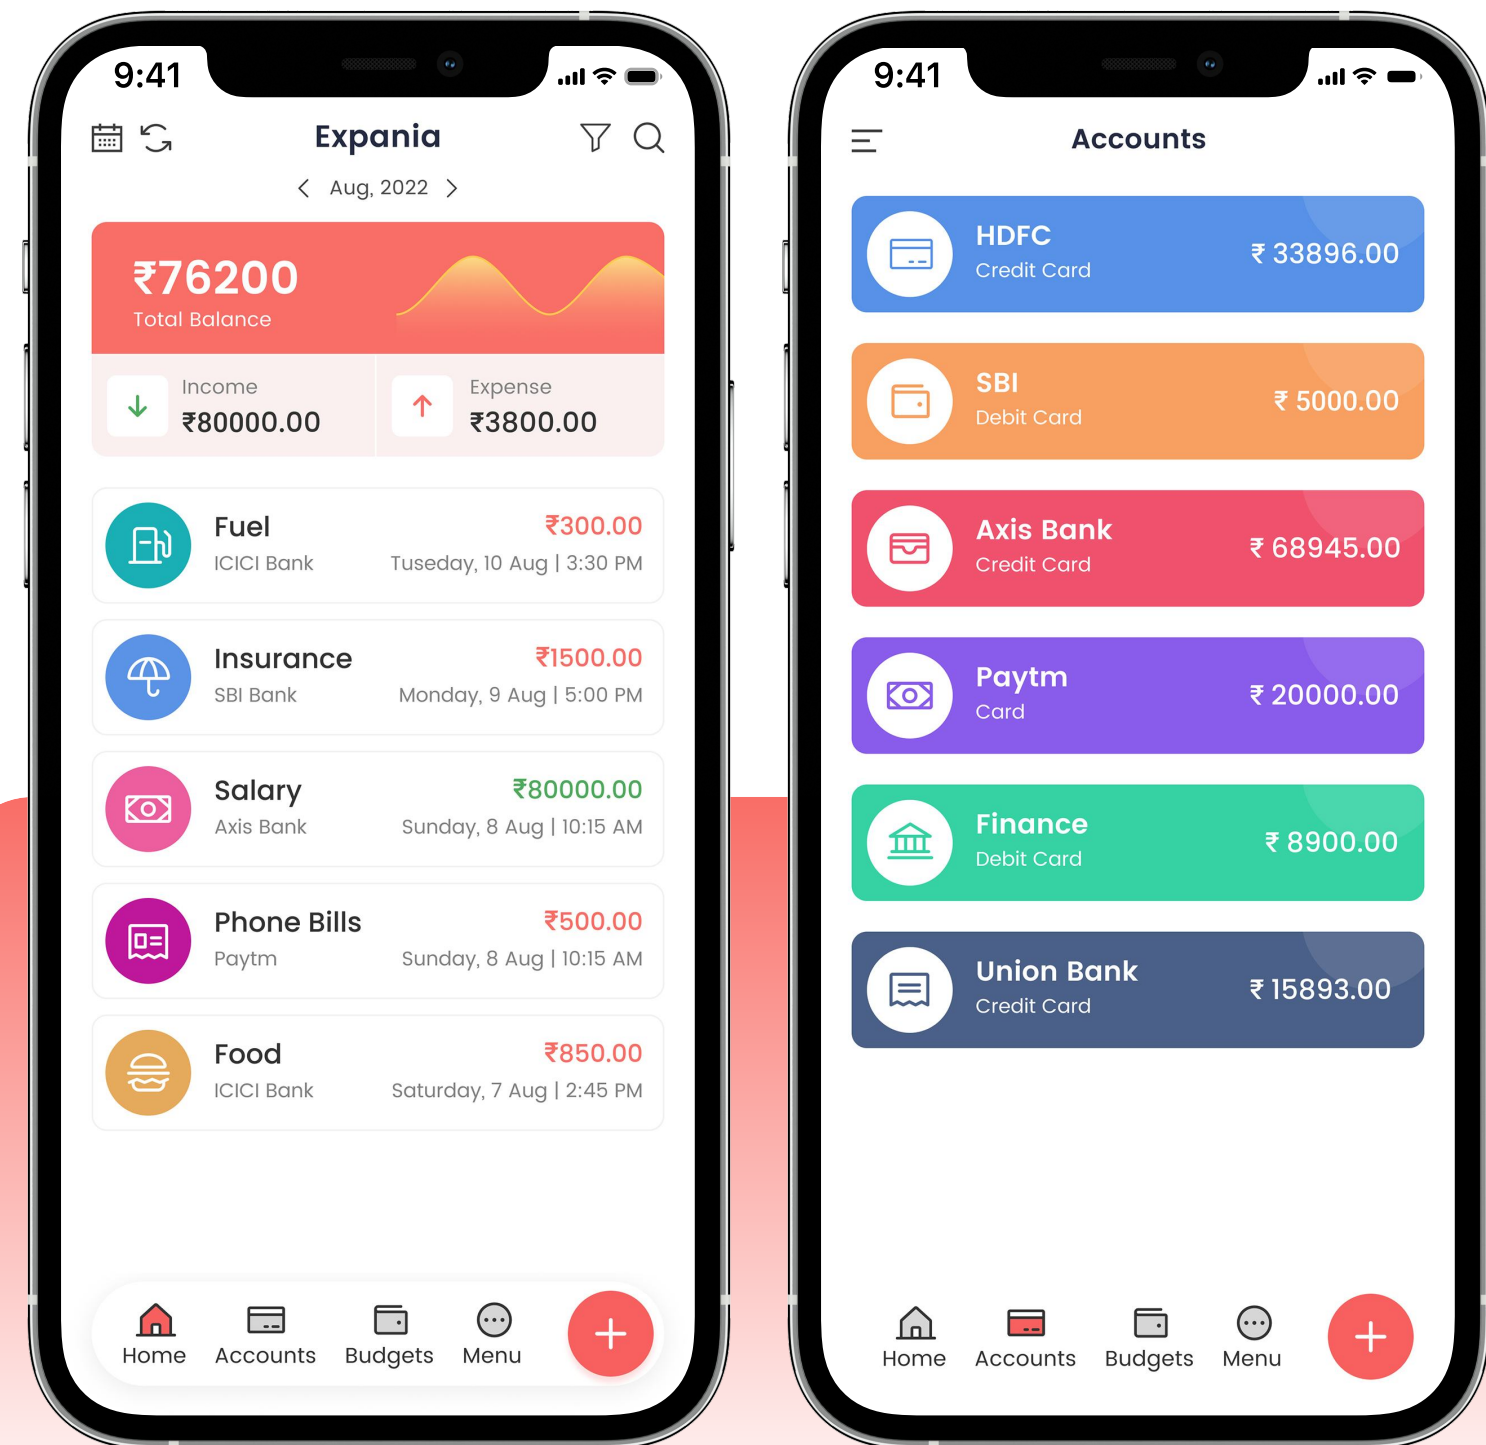 9:41
Expania
Aug, 2022
₹76200
Total Balance
Income
₹80000.00
Expense
₹3800.00
Fuel
₹300.00
ICICI Bank
Tuseday, 10 Aug | 3:30 PM
Insurance
₹1500.00
SBI Bank
Monday, 9 Aug | 5:00 PM
Salary
₹80000.00
Axis Bank
Sunday, 8 Aug | 10:15 AM
Phone Bills
₹500.00
Paytm
Sunday, 8 Aug | 10:15 AM
Food
₹850.00
ICICI Bank
Saturday, 7 Aug | 2:45 PM
Home
Accounts
Budgets
Menu
9:41
Accounts
HDFC
Credit Card
₹ 33896.00
SBI
Debit Card
₹ 5000.00
Axis Bank
Credit Card
₹ 68945.00
Paytm
Card
₹ 20000.00
Finance
Debit Card
₹ 8900.00
Union Bank
Credit Card
₹ 15893.00
Home
Accounts
Budgets
Menu